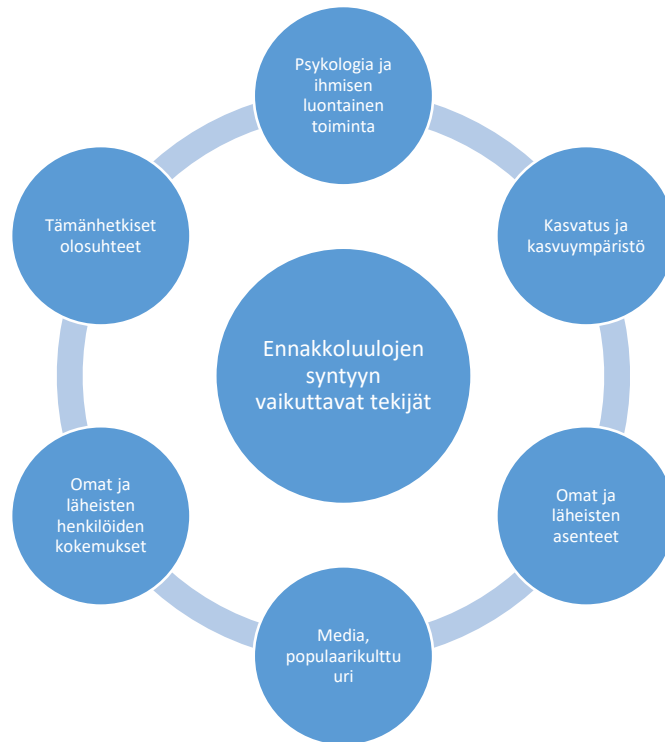 Psykologia ja
ihmisen
luontainen
toiminta
Kasvatus ja
kasvuympäristö
Omat ja
läheisten
asenteet
Media,
populaarikulttu
uri
Omat ja
läheisten
henkilöiden
kokemukset
Tämänhetkiset
olosuhteet
Ennakkoluulojen
syntyyn
vaikuttavat tekijät